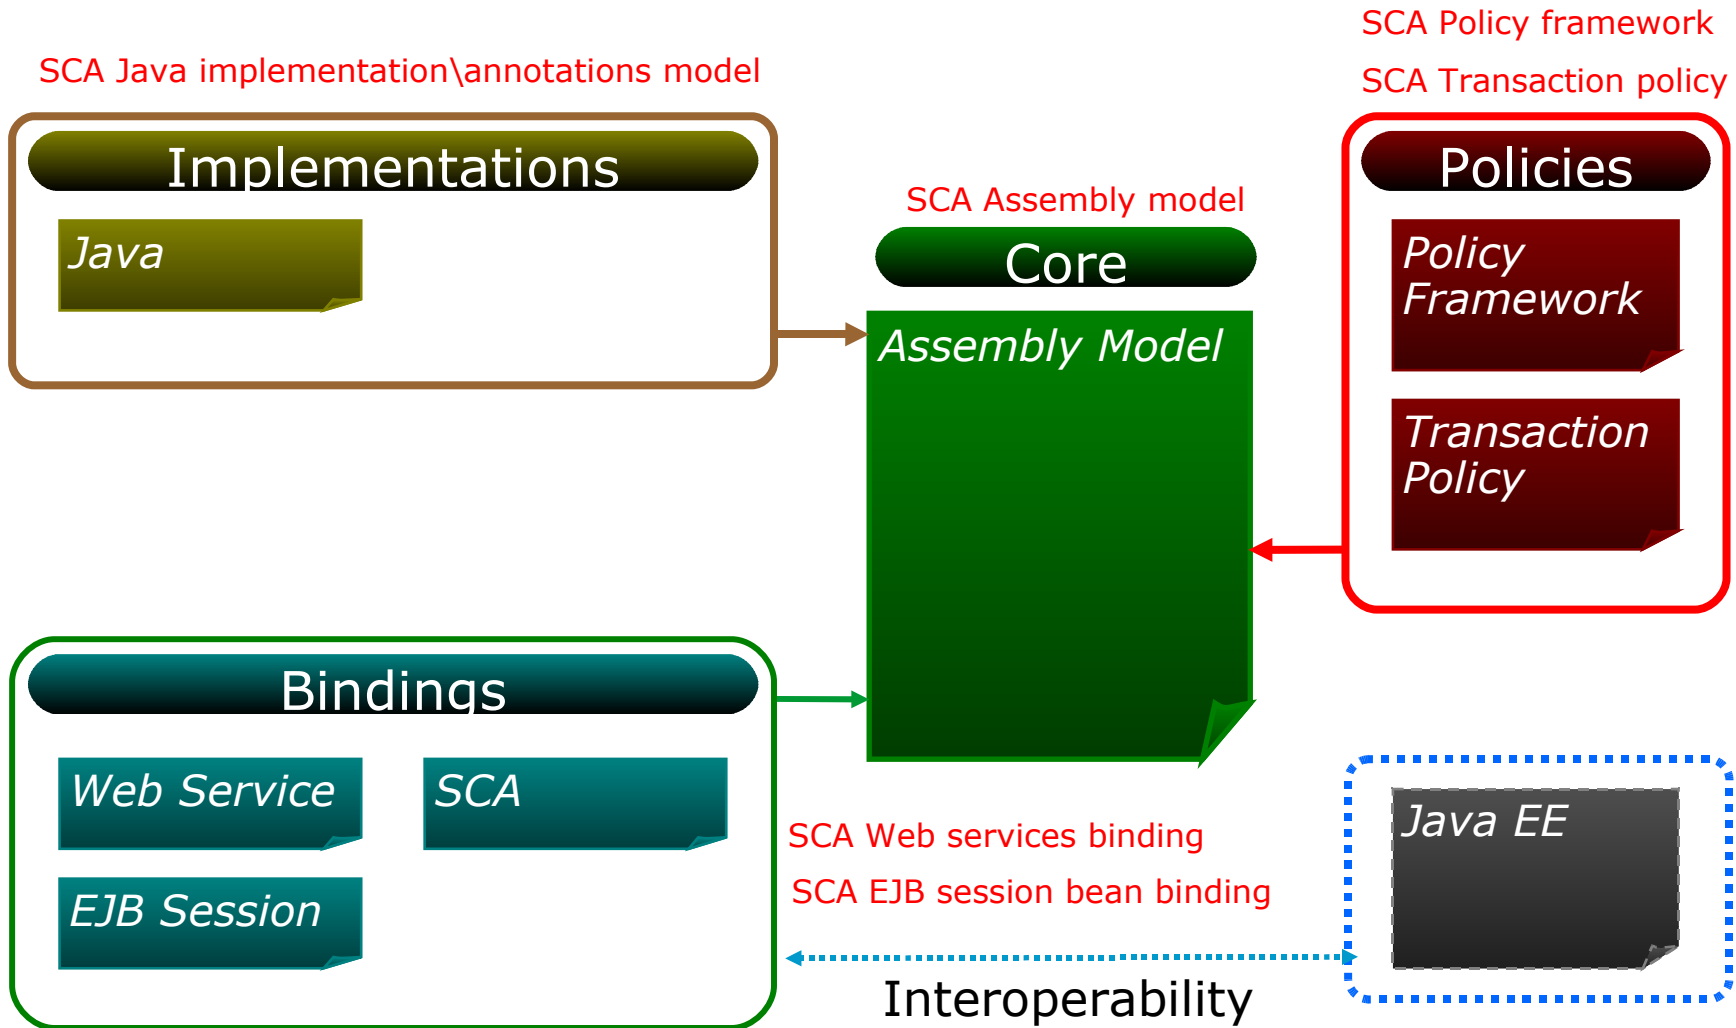 SCA Policy framework
SCA Java implementation\annotations model
SCA Transaction policy
Implementations
Policies
Java
SCA Assembly model
Core
Policy
Framework
Assembly Model
Transaction
Policy
Bindings
Web Service
SCA
Java EE
SCA Web services binding
EJB Session
SCA EJB session bean binding
Interoperability